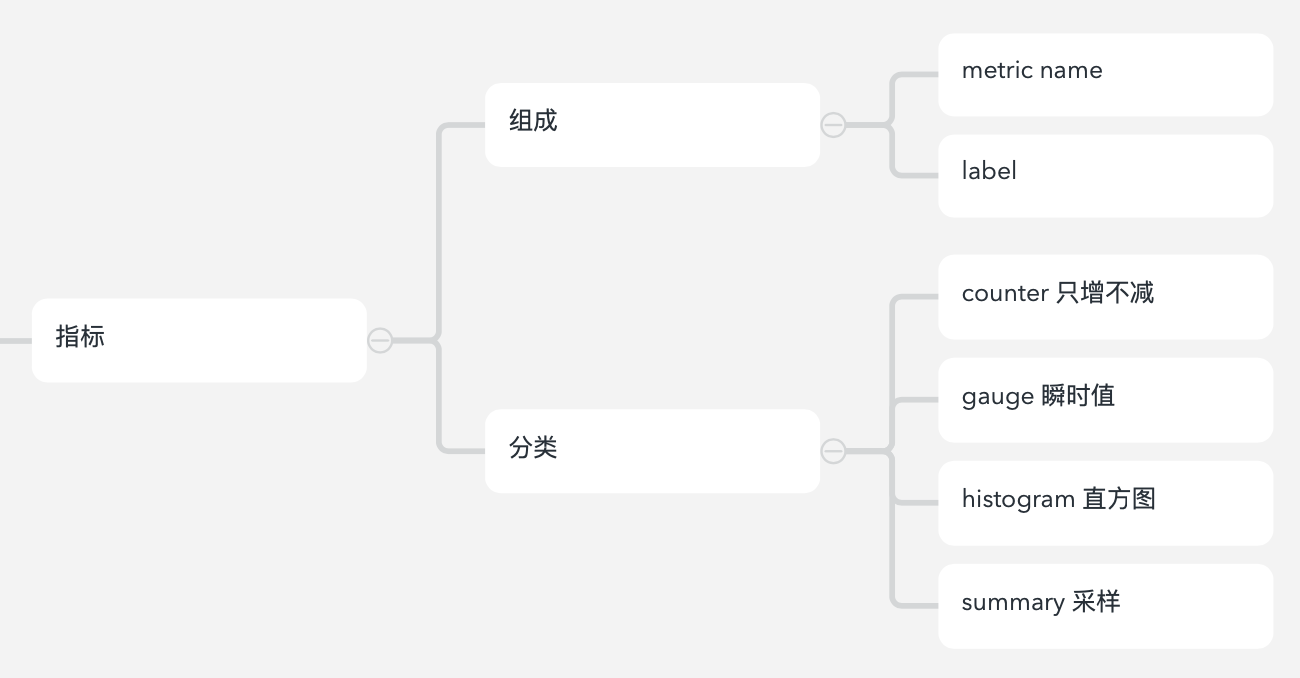 指标
组成
metric name
label
分类
counter 只增不减
gauge 瞬时值
histogram 直方图
summary 采样